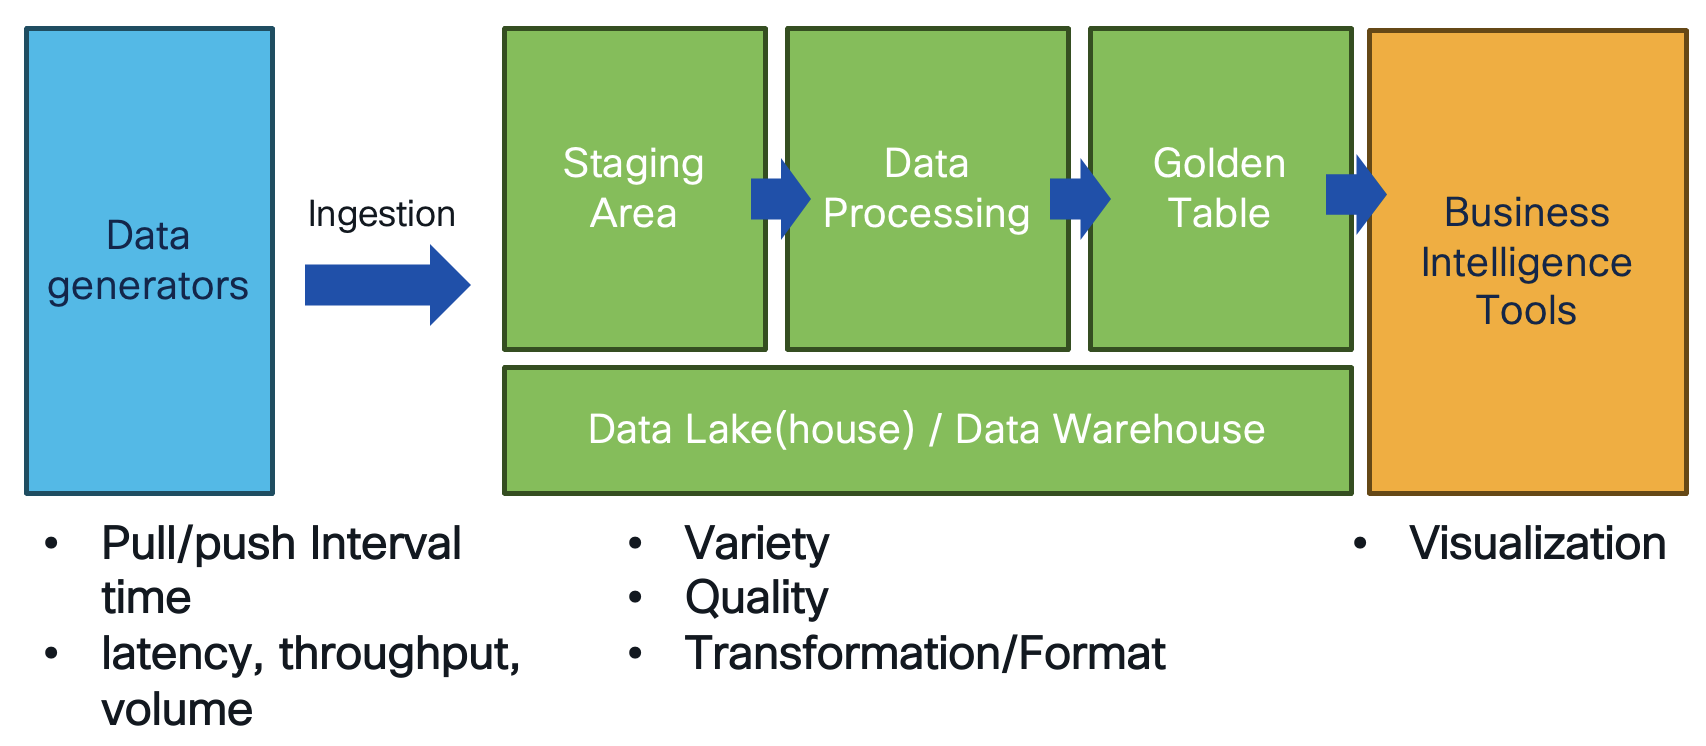 Data
generators
Ingestion
Staging
Area
Data
Processing
Golden
Table
Business
Intelligence
Tools
Data Lake(house) / Data Warehouse
• Pull/push Interval
time
• latency, throughput,
volume
• Variety
• Quality
• Transformation/Format
• Visualization